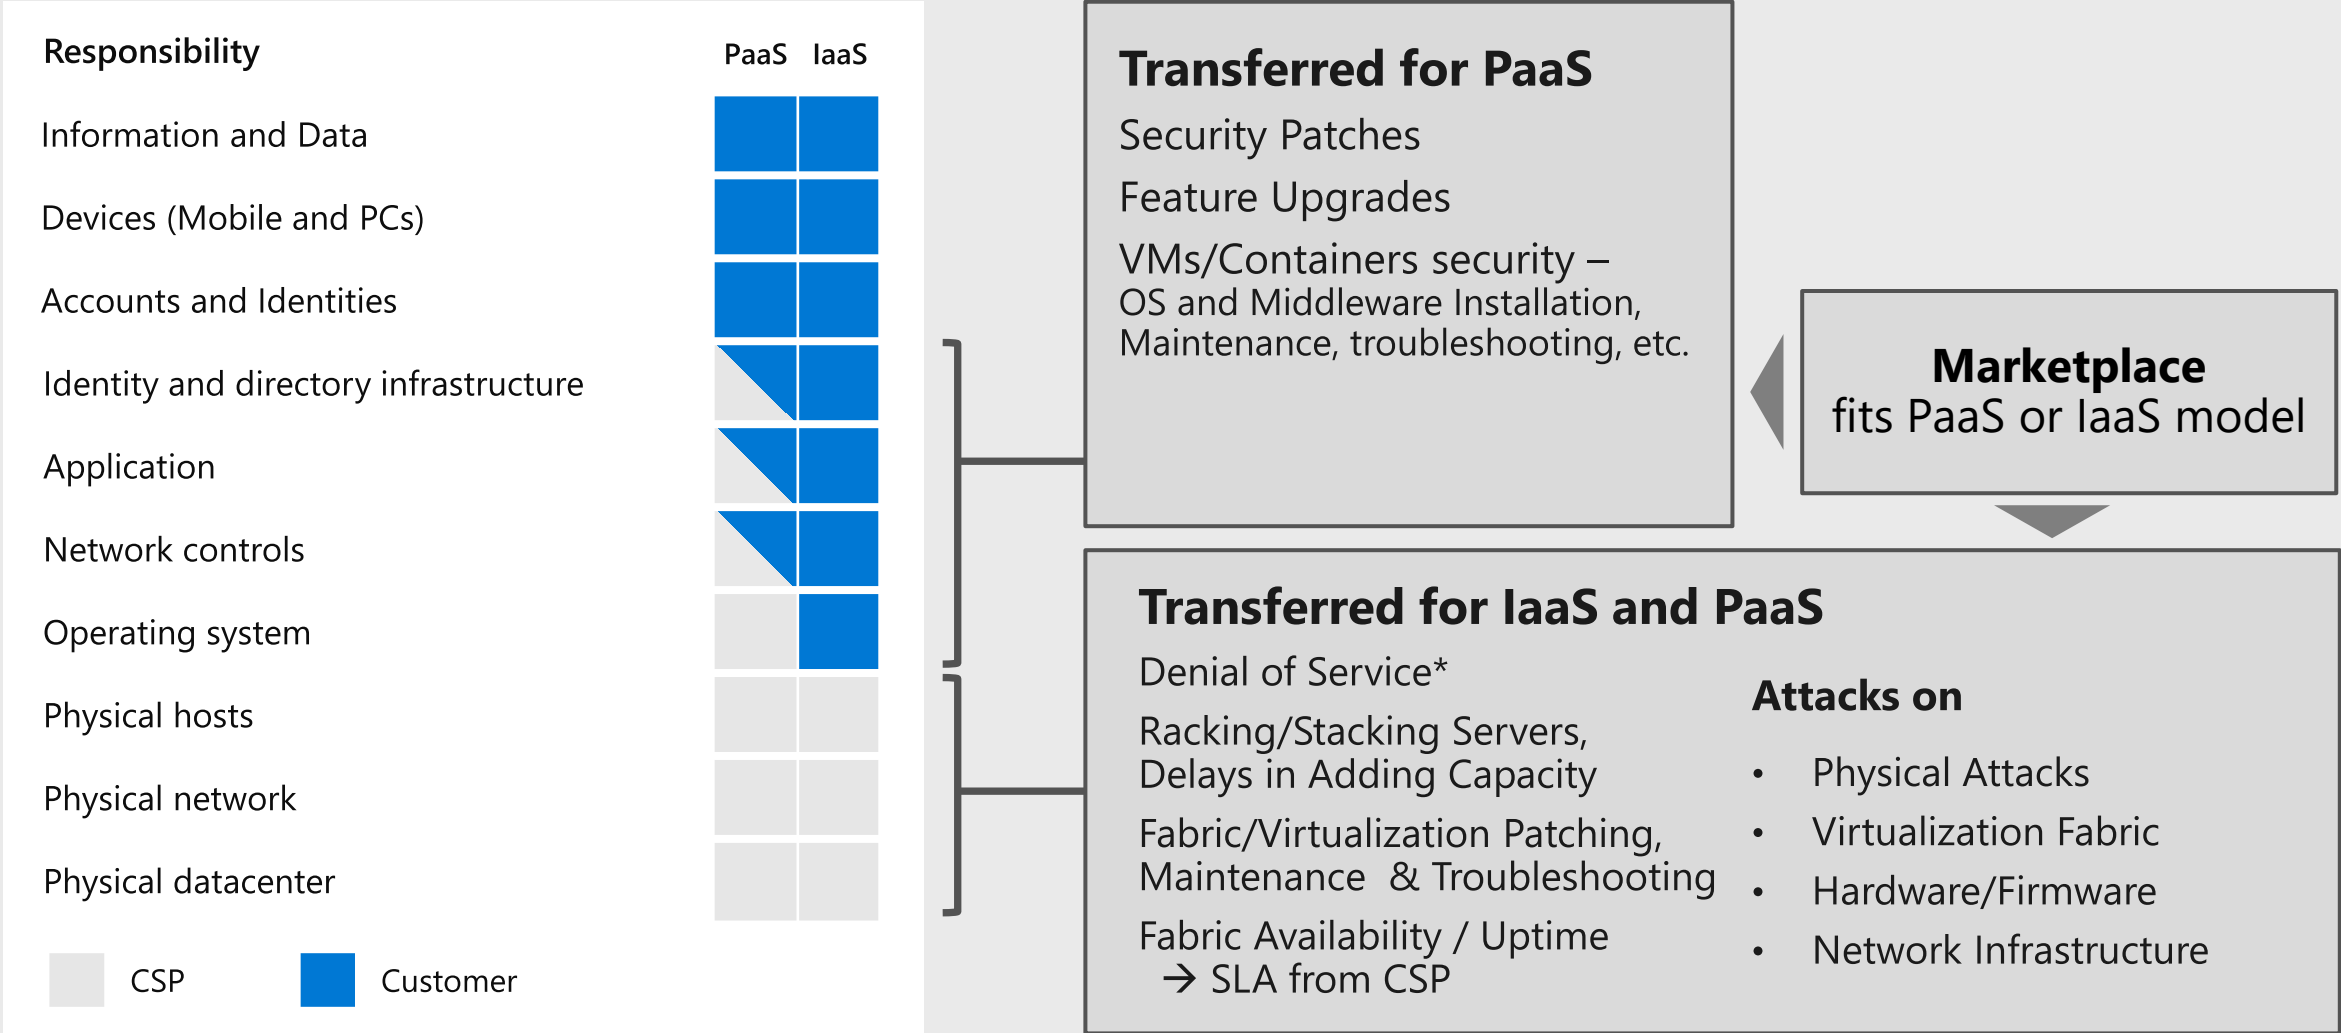 Responsibility
PaaS IaaS
Information and Data
Devices (Mobile and PCs)
Accounts and Identities
Identity and directory infrastructure
Application
Network controls
Operating system
Physical hosts
Physical network
Physical datacenter
CSP
Customer
Transferred for PaaS
Security Patches
Feature Upgrades
VMs/Containers security –
OS and Middleware Installation,
Maintenance, troubleshooting, etc.
Marketplace
fits PaaS or IaaS model
Transferred for IaaS and PaaS
Denial of Service*
Racking/Stacking Servers,
Delays in Adding Capacity
Fabric/Virtualization Patching,
Maintenance & Troubleshooting
Fabric Availability / Uptime
→ SLA from CSP
Attacks on
• Physical Attacks
• Virtualization Fabric
• Hardware/Firmware
• Network Infrastructure